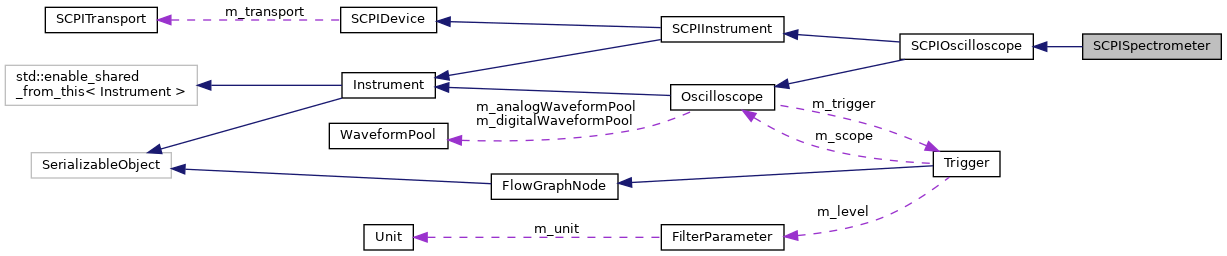 SCPITransport
m_transport
SCPIDevice
SCPIInstrument
SCPIOscilloscope
SCPISpectrometer
std::enable_shared
_from_this< Instrument >
Instrument
Oscilloscope
m_analogWaveformPool
m_digitalWaveformPool
m_trigger
WaveformPool
m_scope
SerializableObject
Trigger
FlowGraphNode
m_level
Unit
m_unit
FilterParameter